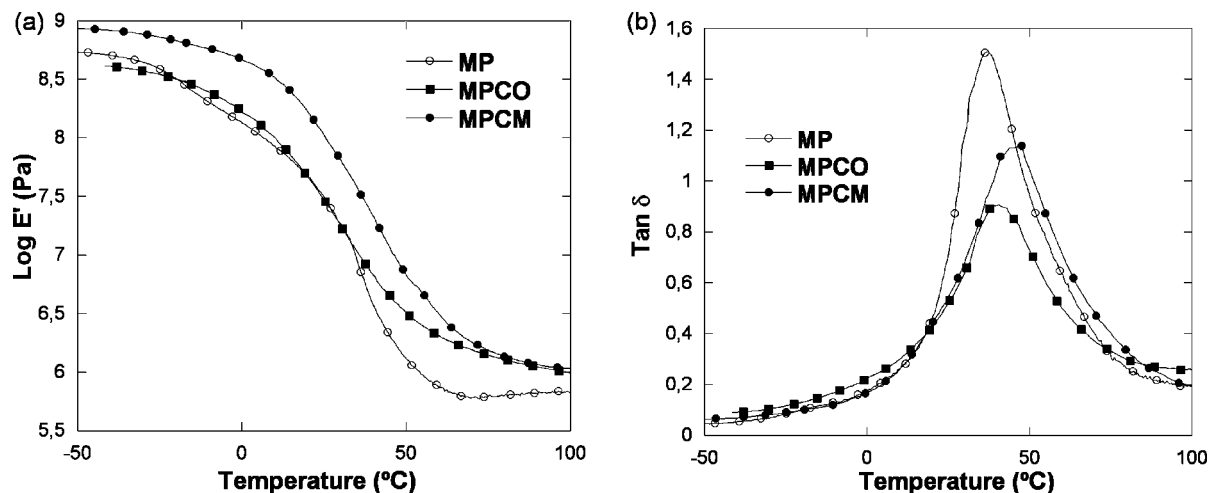 (a)
9
8,5
8
7,5
7
6,5
6
5,5
Log E' (Pa)
MP
MPCO
MPCM
-50
0
50
100
Temperature (ºC)
(b)
1,6
1,4
1,2
1
0,8
0,6
0,4
0,2
0
Tan δ
MP
MPCO
MPCM
-50
0
50
100
Temperature (ºC)